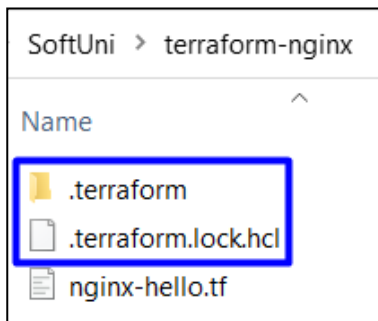 SoftUni > terraform-nginx
Name
.terraform
.terraform.lock.hcl
nginx-hello.tf